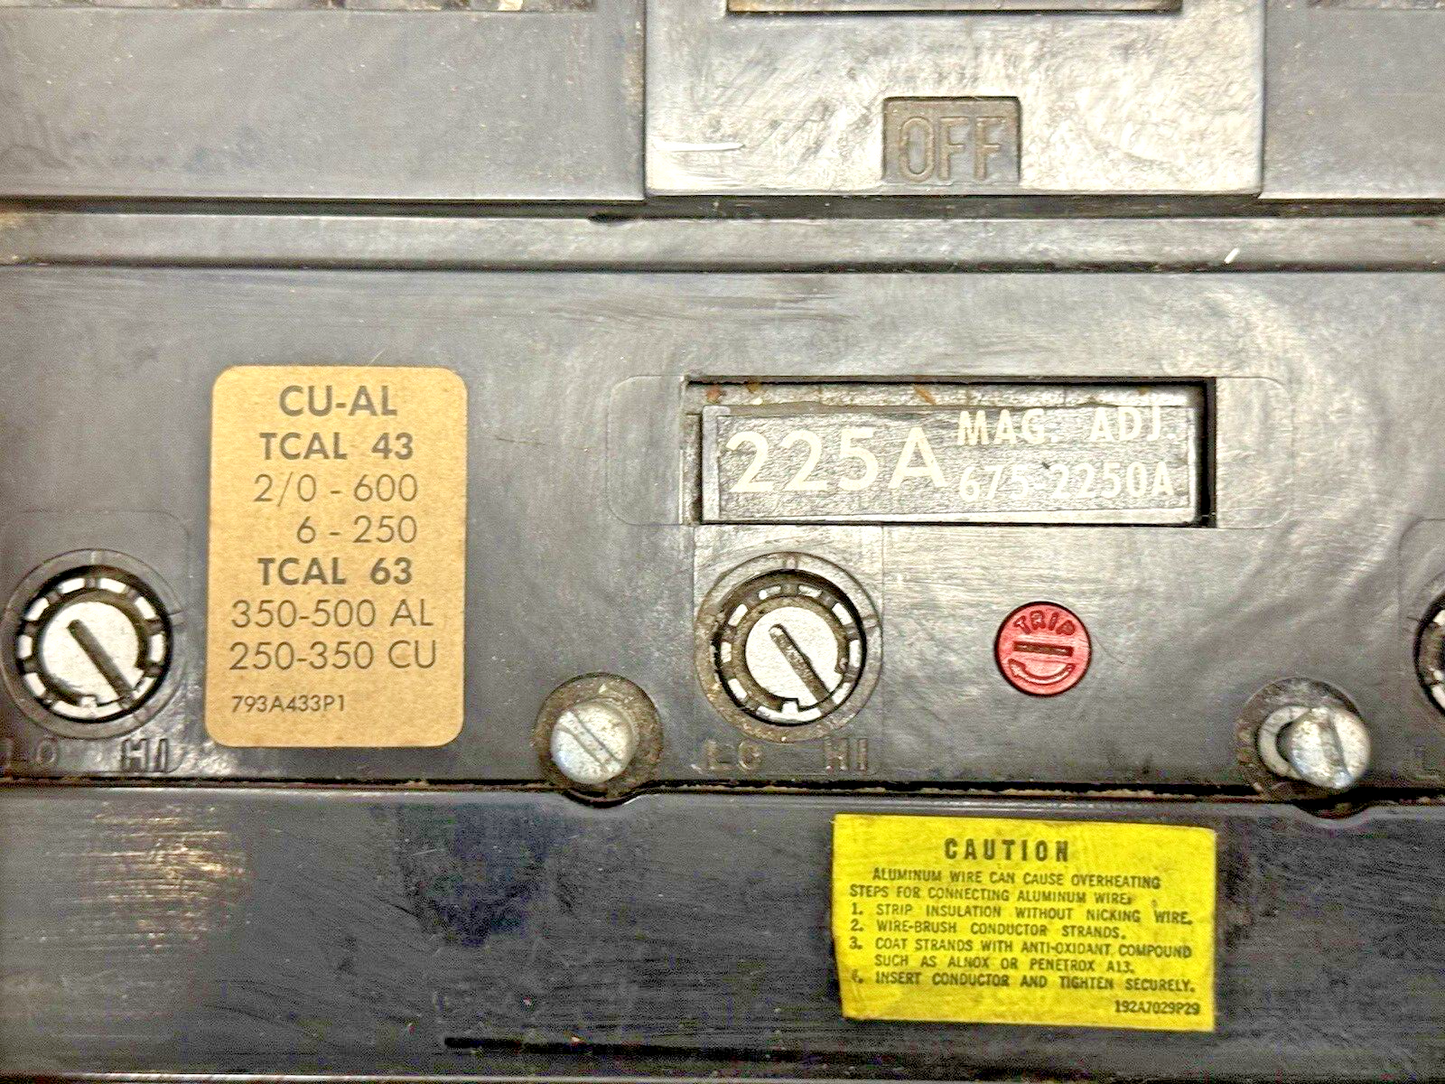 OFF
CU-AL
TCAL 43
2/0 - 600
6 - 250
TCAL 63
350-500 AL
250-350 CU
793A433P1
225A
MAG. ADJ.
675-2250A
TRIP
LO HI
LO HI
L
CAUTION
ALUMINUM WIRE CAN CAUSE OVERHEATING
STEPS FOR CONNECTING ALUMINUM WIRE:
1. STRIP INSULATION WITHOUT NICKING WIRE.
2. WIRE-BRUSH CONDUCTOR STRANDS.
3. COAT STRANDS WITH ANTI-OXIDANT COMPOUND
SUCH AS ALNOX OR PENETROX A13.
4. INSERT CONDUCTOR AND TIGHTEN SECURELY.
192A7029P29